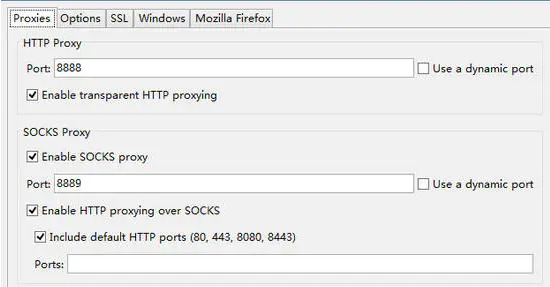 Proxies Options SSL Windows Mozilla Firefox
HTTP Proxy
Port: 8888 Use a dynamic port
Enable transparent HTTP proxying
SOCKS Proxy
Enable SOCKS proxy
Port: 8889 Use a dynamic port
Enable HTTP proxying over SOCKS
Include default HTTP ports (80, 443, 8080, 8443)
Ports: